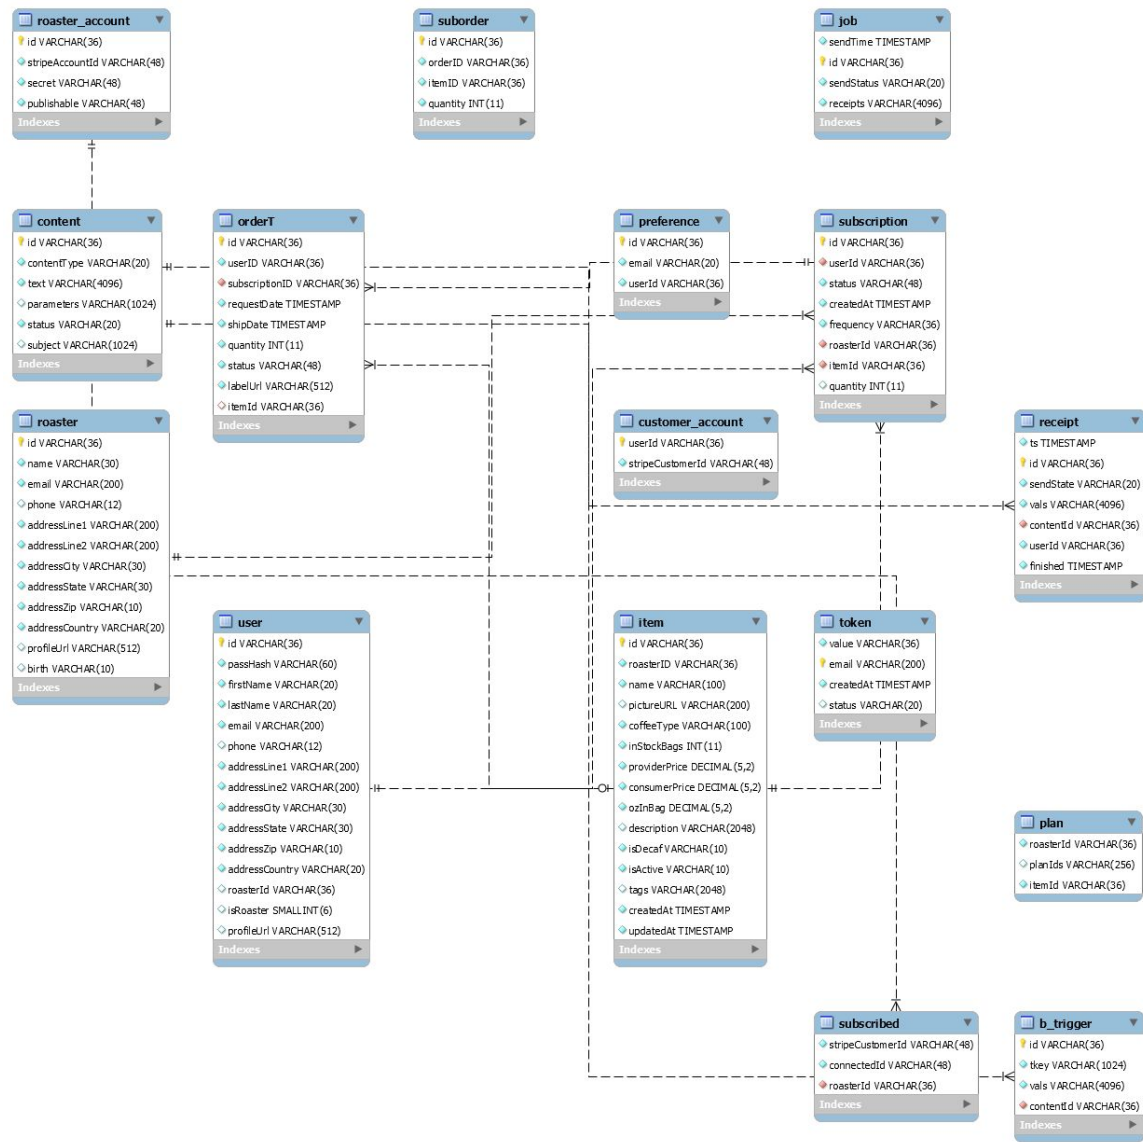 roaster_account
id VARCHAR(36)
stripeAccountId VARCHAR(48)
secret VARCHAR(48)
publishable VARCHAR(48)
Indexes
suborder
id VARCHAR(36)
orderID VARCHAR(36)
itemID VARCHAR(36)
quantity INT(11)
Indexes
job
sendTime TIMESTAMP
id VARCHAR(36)
sendStatus VARCHAR(20)
receipts VARCHAR(4096)
Indexes
content
id VARCHAR(36)
contentType VARCHAR(20)
text VARCHAR(4096)
parameters VARCHAR(1024)
status VARCHAR(20)
subject VARCHAR(1024)
Indexes
orderT
id VARCHAR(36)
userID VARCHAR(36)
subscriptionID VARCHAR(36)
requestDate TIMESTAMP
shipDate TIMESTAMP
quantity INT(11)
status VARCHAR(48)
labelUrl VARCHAR(512)
itemId VARCHAR(36)
Indexes
preference
id VARCHAR(36)
email VARCHAR(20)
userId VARCHAR(36)
Indexes
subscription
id VARCHAR(36)
userId VARCHAR(36)
status VARCHAR(48)
createdAt TIMESTAMP
frequency VARCHAR(36)
roasterId VARCHAR(36)
itemId VARCHAR(36)
quantity INT(11)
Indexes
roaster
id VARCHAR(36)
name VARCHAR(30)
email VARCHAR(200)
phone VARCHAR(12)
addressLine1 VARCHAR(200)
addressLine2 VARCHAR(200)
addressCity VARCHAR(30)
addressState VARCHAR(30)
addressZip VARCHAR(10)
addressCountry VARCHAR(20)
profileUrl VARCHAR(512)
birth VARCHAR(10)
Indexes
customer_account
userId VARCHAR(36)
stripeCustomerId VARCHAR(48)
Indexes
receipt
ts TIMESTAMP
id VARCHAR(36)
sendState VARCHAR(20)
vals VARCHAR(4096)
contentId VARCHAR(36)
userId VARCHAR(36)
finished TIMESTAMP
Indexes
user
id VARCHAR(36)
passHash VARCHAR(60)
firstName VARCHAR(20)
lastName VARCHAR(20)
email VARCHAR(200)
phone VARCHAR(12)
addressLine1 VARCHAR(200)
addressLine2 VARCHAR(200)
addressCity VARCHAR(30)
addressState VARCHAR(30)
addressZip VARCHAR(10)
addressCountry VARCHAR(20)
roasterId VARCHAR(36)
isRoaster SMALLINT(6)
profileUrl VARCHAR(512)
Indexes
item
id VARCHAR(36)
roasterID VARCHAR(36)
name VARCHAR(100)
pictureURL VARCHAR(200)
coffeeType VARCHAR(100)
inStockBags INT(11)
providerPrice DECIMAL(5,2)
consumerPrice DECIMAL(5,2)
ozInBag DECIMAL(5,2)
description VARCHAR(2048)
isDecaf VARCHAR(10)
isActive VARCHAR(10)
tags VARCHAR(2048)
createdAt TIMESTAMP
updatedAt TIMESTAMP
Indexes
token
value VARCHAR(36)
email VARCHAR(200)
createdAt TIMESTAMP
status VARCHAR(20)
Indexes
plan
roasterId VARCHAR(36)
planIds VARCHAR(256)
itemId VARCHAR(36)
Indexes
subscribed
stripeCustomerId VARCHAR(48)
connectedId VARCHAR(48)
roasterId VARCHAR(36)
Indexes
b_trigger
id VARCHAR(36)
tkey VARCHAR(1024)
vals VARCHAR(4096)
contentId VARCHAR(36)
Indexes